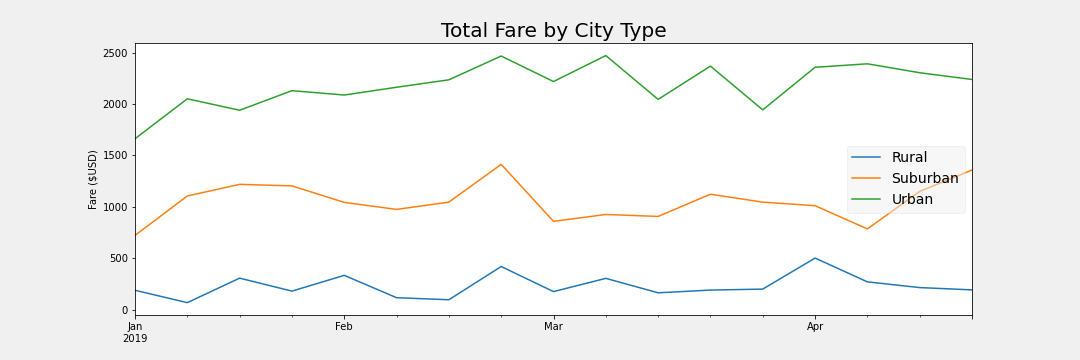 Total Fare by City Type
Fare ($USD)
2500
2000
1500
1000
500
0
Rural
Suburban
Urban
Jan Feb Mar Apr
2019